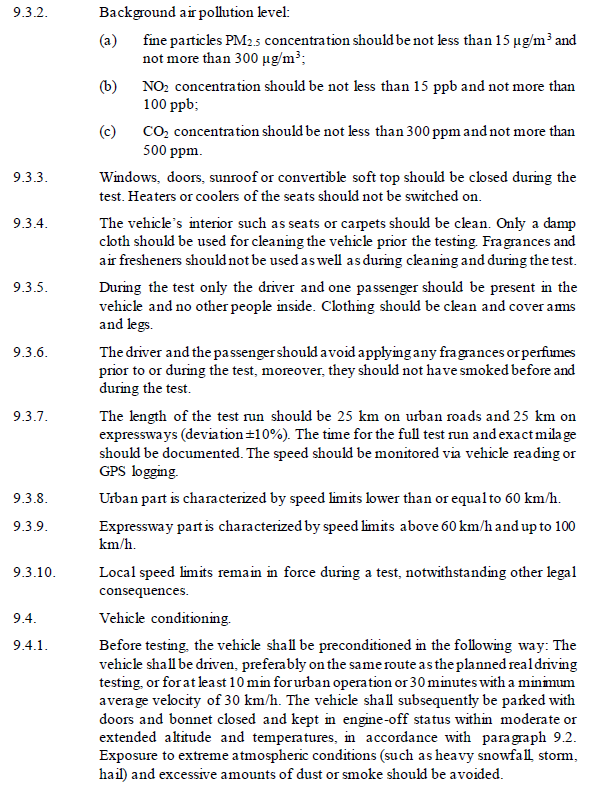 9.3.2. Background air pollution level:
(a) fine particles PM2.5 concentration should be not less than 15 µg/m³ and
not more than 300 µg/m³;
(b) NO₂ concentration should be not less than 15 ppb and not more than
100 ppb;
(c) CO₂ concentration should be not less than 300 ppm and not more than
500 ppm.
9.3.3. Windows, doors, sunroof or convertible soft top should be closed during the
test. Heaters or coolers of the seats should not be switched on.
9.3.4. The vehicle's interior such as seats or carpets should be clean. Only a damp
cloth should be used for cleaning the vehicle prior the testing. Fragrances and
air fresheners should not be used as well as during cleaning and during the test.
9.3.5. During the test only the driver and one passenger should be present in the
vehicle and no other people inside. Clothing should be clean and cover arms
and legs.
9.3.6. The driver and the passenger should avoid applying any fragrances or perfumes
prior to or during the test, moreover, they should not have smoked before and
during the test.
9.3.7. The length of the test run should be 25 km on urban roads and 25 km on
expressways (deviation ±10%). The time for the full test run and exact milage
should be documented. The speed should be monitored via vehicle reading or
GPS logging.
9.3.8. Urban part is characterized by speed limits lower than or equal to 60 km/h.
9.3.9. Expressway part is characterized by speed limits above 60 km/h and up to 100
km/h.
9.3.10. Local speed limits remain in force during a test, notwithstanding other legal
consequences.
9.4. Vehicle conditioning.
9.4.1. Before testing, the vehicle shall be preconditioned in the following way: The
vehicle shall be driven, preferably on the same route as the planned real driving
testing, or for at least 10 min for urban operation or 30 minutes with a minimum
average velocity of 30 km/h. The vehicle shall subsequently be parked with
doors and bonnet closed and kept in engine-off status within moderate or
extended altitude and temperatures, in accordance with paragraph 9.2.
Exposure to extreme atmospheric conditions (such as heavy snowfall, storm,
hail) and excessive amounts of dust or smoke should be avoided.